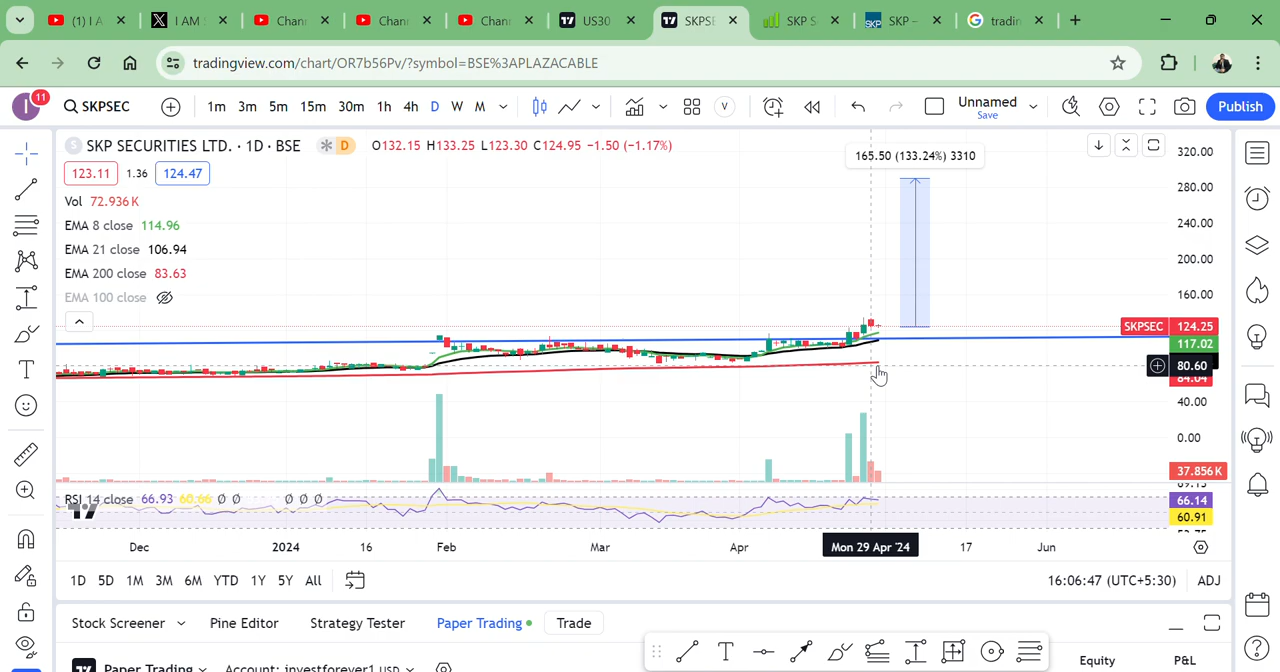 (1) I A
I AM
Chan
Chan
Chan
US30
SKPSE
SKP S
SKP –
tradin
tradingview.com/chart/OR7b56Pv/?symbol=BSE%3APLAZACABLE
I 11 SKPSEC 1m 3m 5m 15m 30m 1h 4h D W M V Unnamed Save Publish
S SKP SECURITIES LTD. · 1D · BSE D O132.15 H133.25 L123.30 C124.95 −1.50 (−1.17%)
165.50 (133.24%) 3310
123.11 1.36 124.47
Vol 72.936K
EMA 8 close 114.96
EMA 21 close 106.94
EMA 200 close 83.63
EMA 100 close
320.00
280.00
240.00
200.00
160.00
SKPSEC 124.25
117.02
80.60
84.04
40.00
0.00
37.856K
RSI 14 close 66.93 60.66 Ø Ø Ø Ø Ø
66.14
60.91
Dec 2024 16 Feb Mar Apr Mon 29 Apr '24 17 Jun
1D 5D 1M 3M 6M YTD 1Y 5Y All 16:06:47 (UTC+5:30) ADJ
Stock Screener Pine Editor Strategy Tester Paper Trading Trade
Paper Trading Account: investforever1 USD Equity P&L